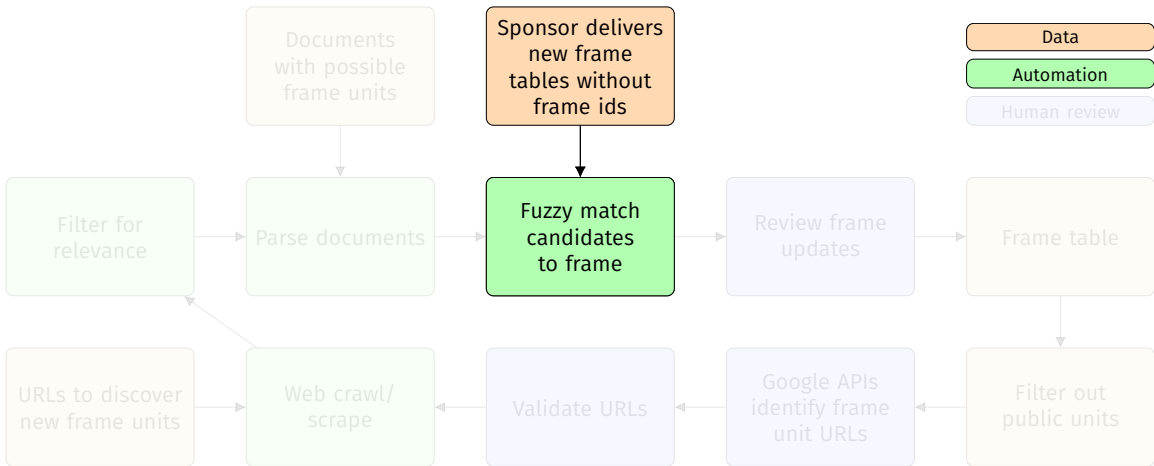 Documents
with possible
frame units
Sponsor delivers
new frame
tables without
frame ids
Data
Automation
Human review
Filter for
relevance
Parse documents
Fuzzy match
candidates
to frame
Review frame
updates
Frame table
URLs to discover
new frame units
Web crawl/
scrape
Validate URLs
Google APIs
identify frame
unit URLs
Filter out
public units